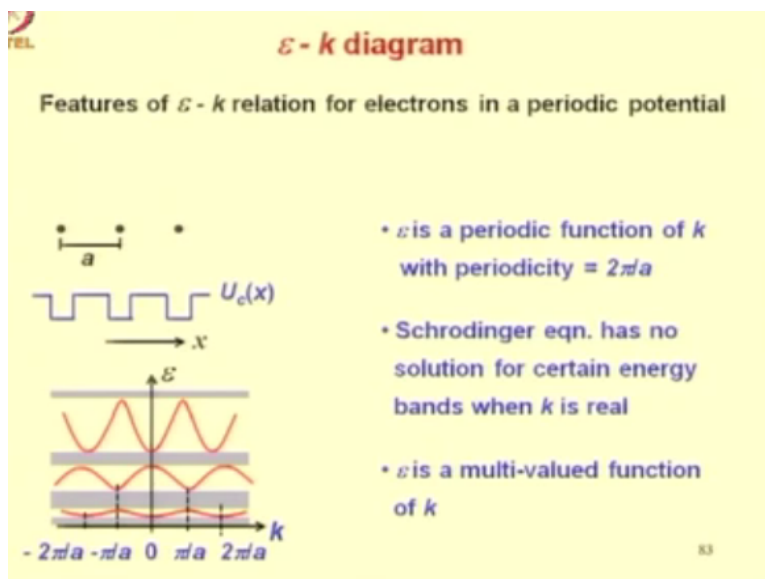 TEL
ε - k diagram
Features of ε - k relation for electrons in a periodic potential
a
U_c(x)
x
ε
k
- 2π/a -π/a 0 π/a 2π/a
• ε is a periodic function of k
with periodicity = 2π/a
• Schrodinger eqn. has no
solution for certain energy
bands when k is real
• ε is a multi-valued function
of k
83